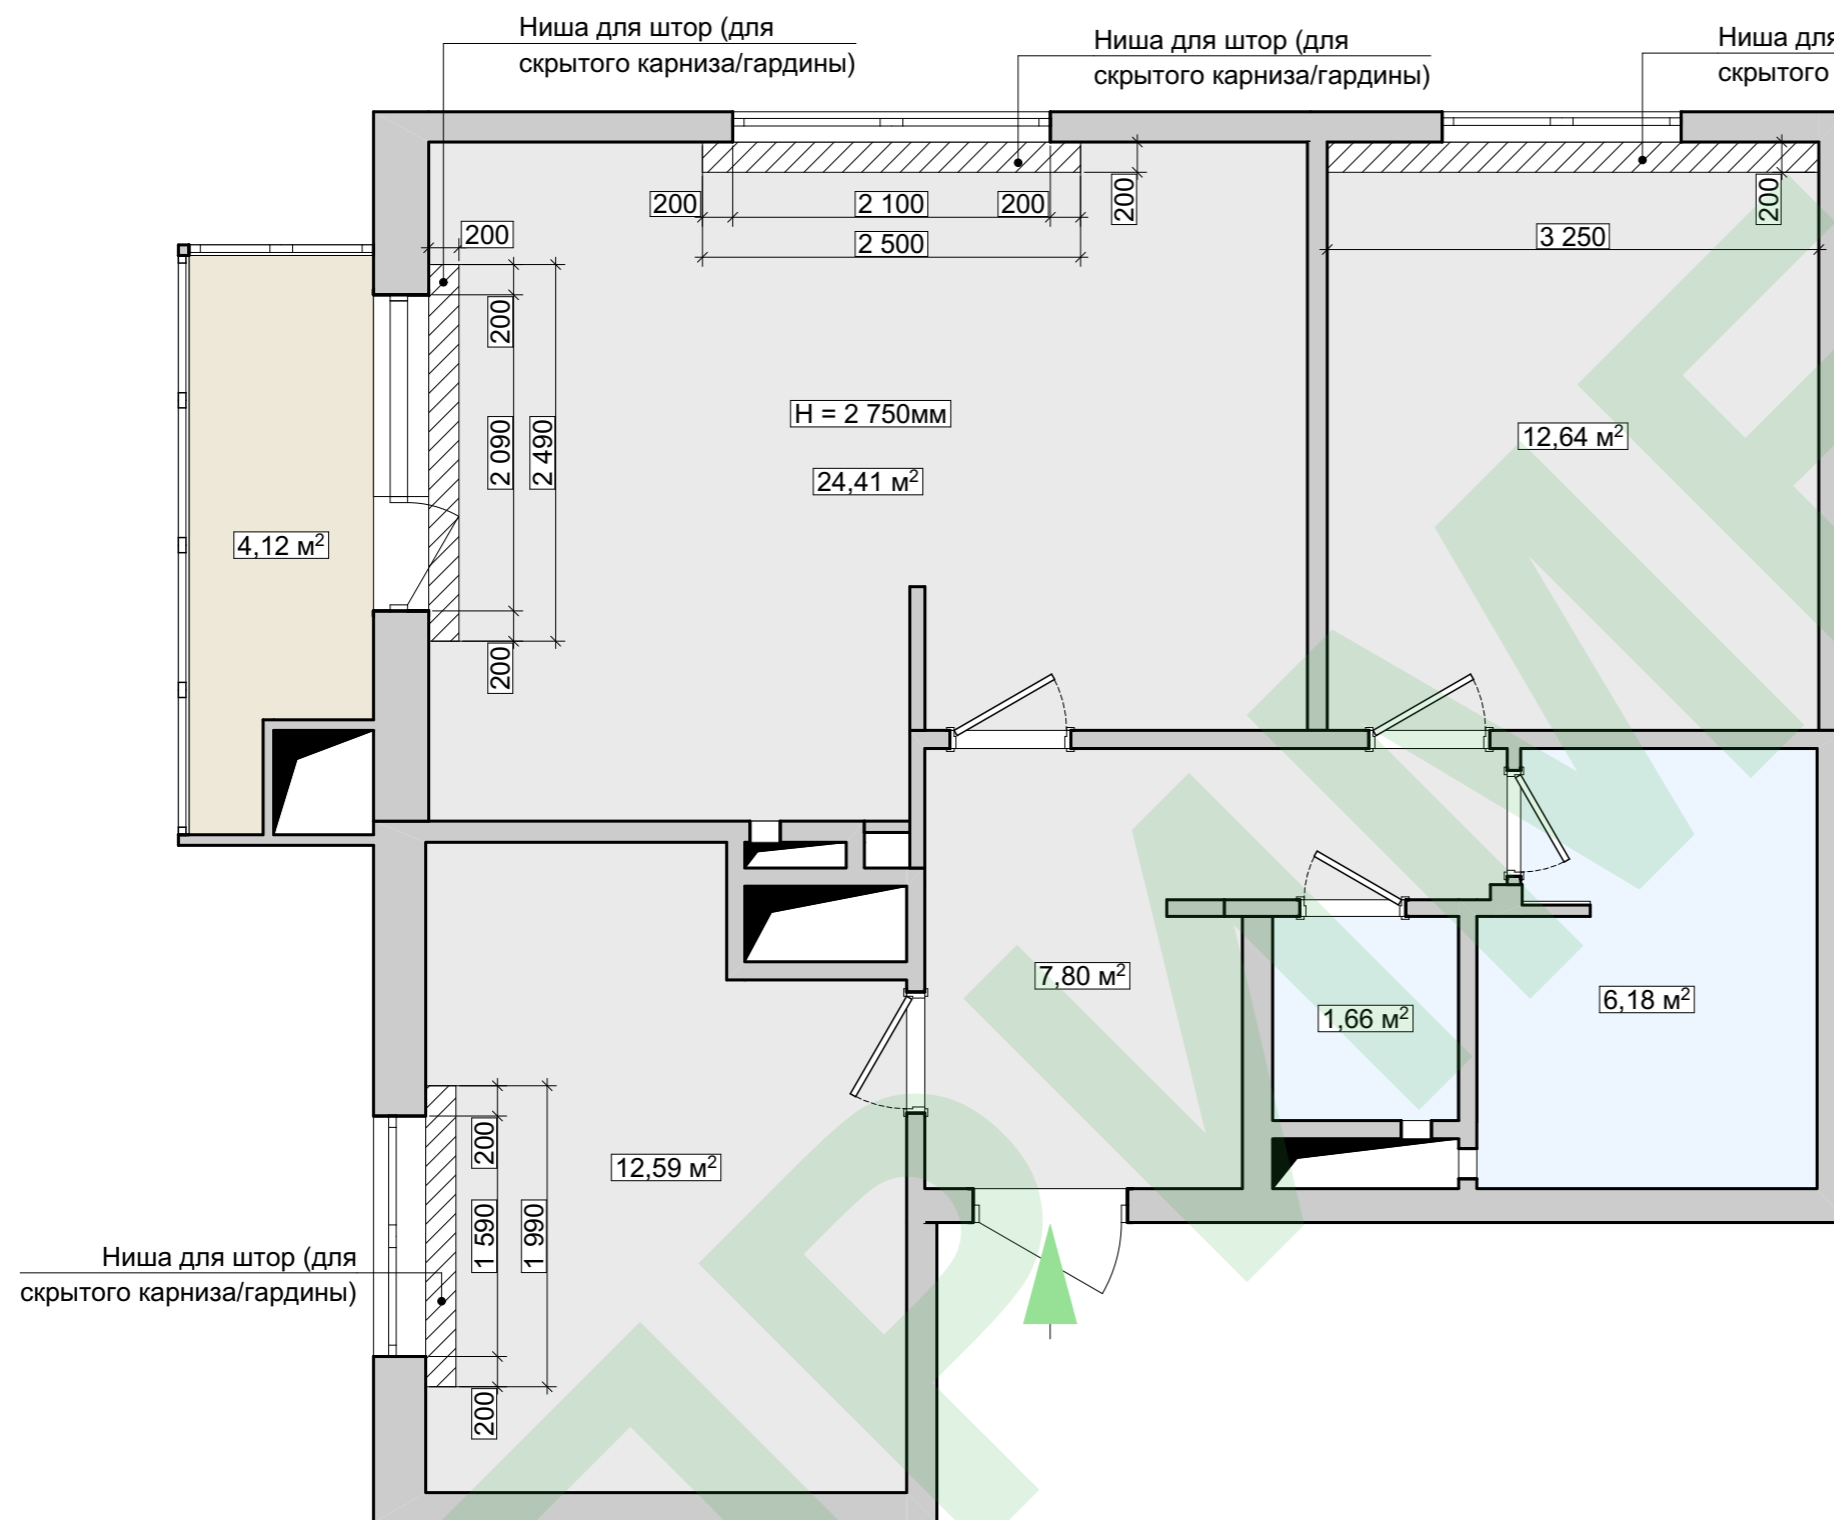 Ниша для штор (для
скрытого карниза/гардины)
Ниша для штор (для
скрытого карниза/гардины)
Ниша для
скрытого
200
2 100
200
200
2 500
200
3 250
200
200
2 090
2 490
200
H = 2 750мм
24,41 м²
12,64 м²
4,12 м²
7,80 м²
1,66 м²
6,18 м²
12,59 м²
200
1 590
1 990
200
Ниша для штор (для
скрытого карниза/гардины)